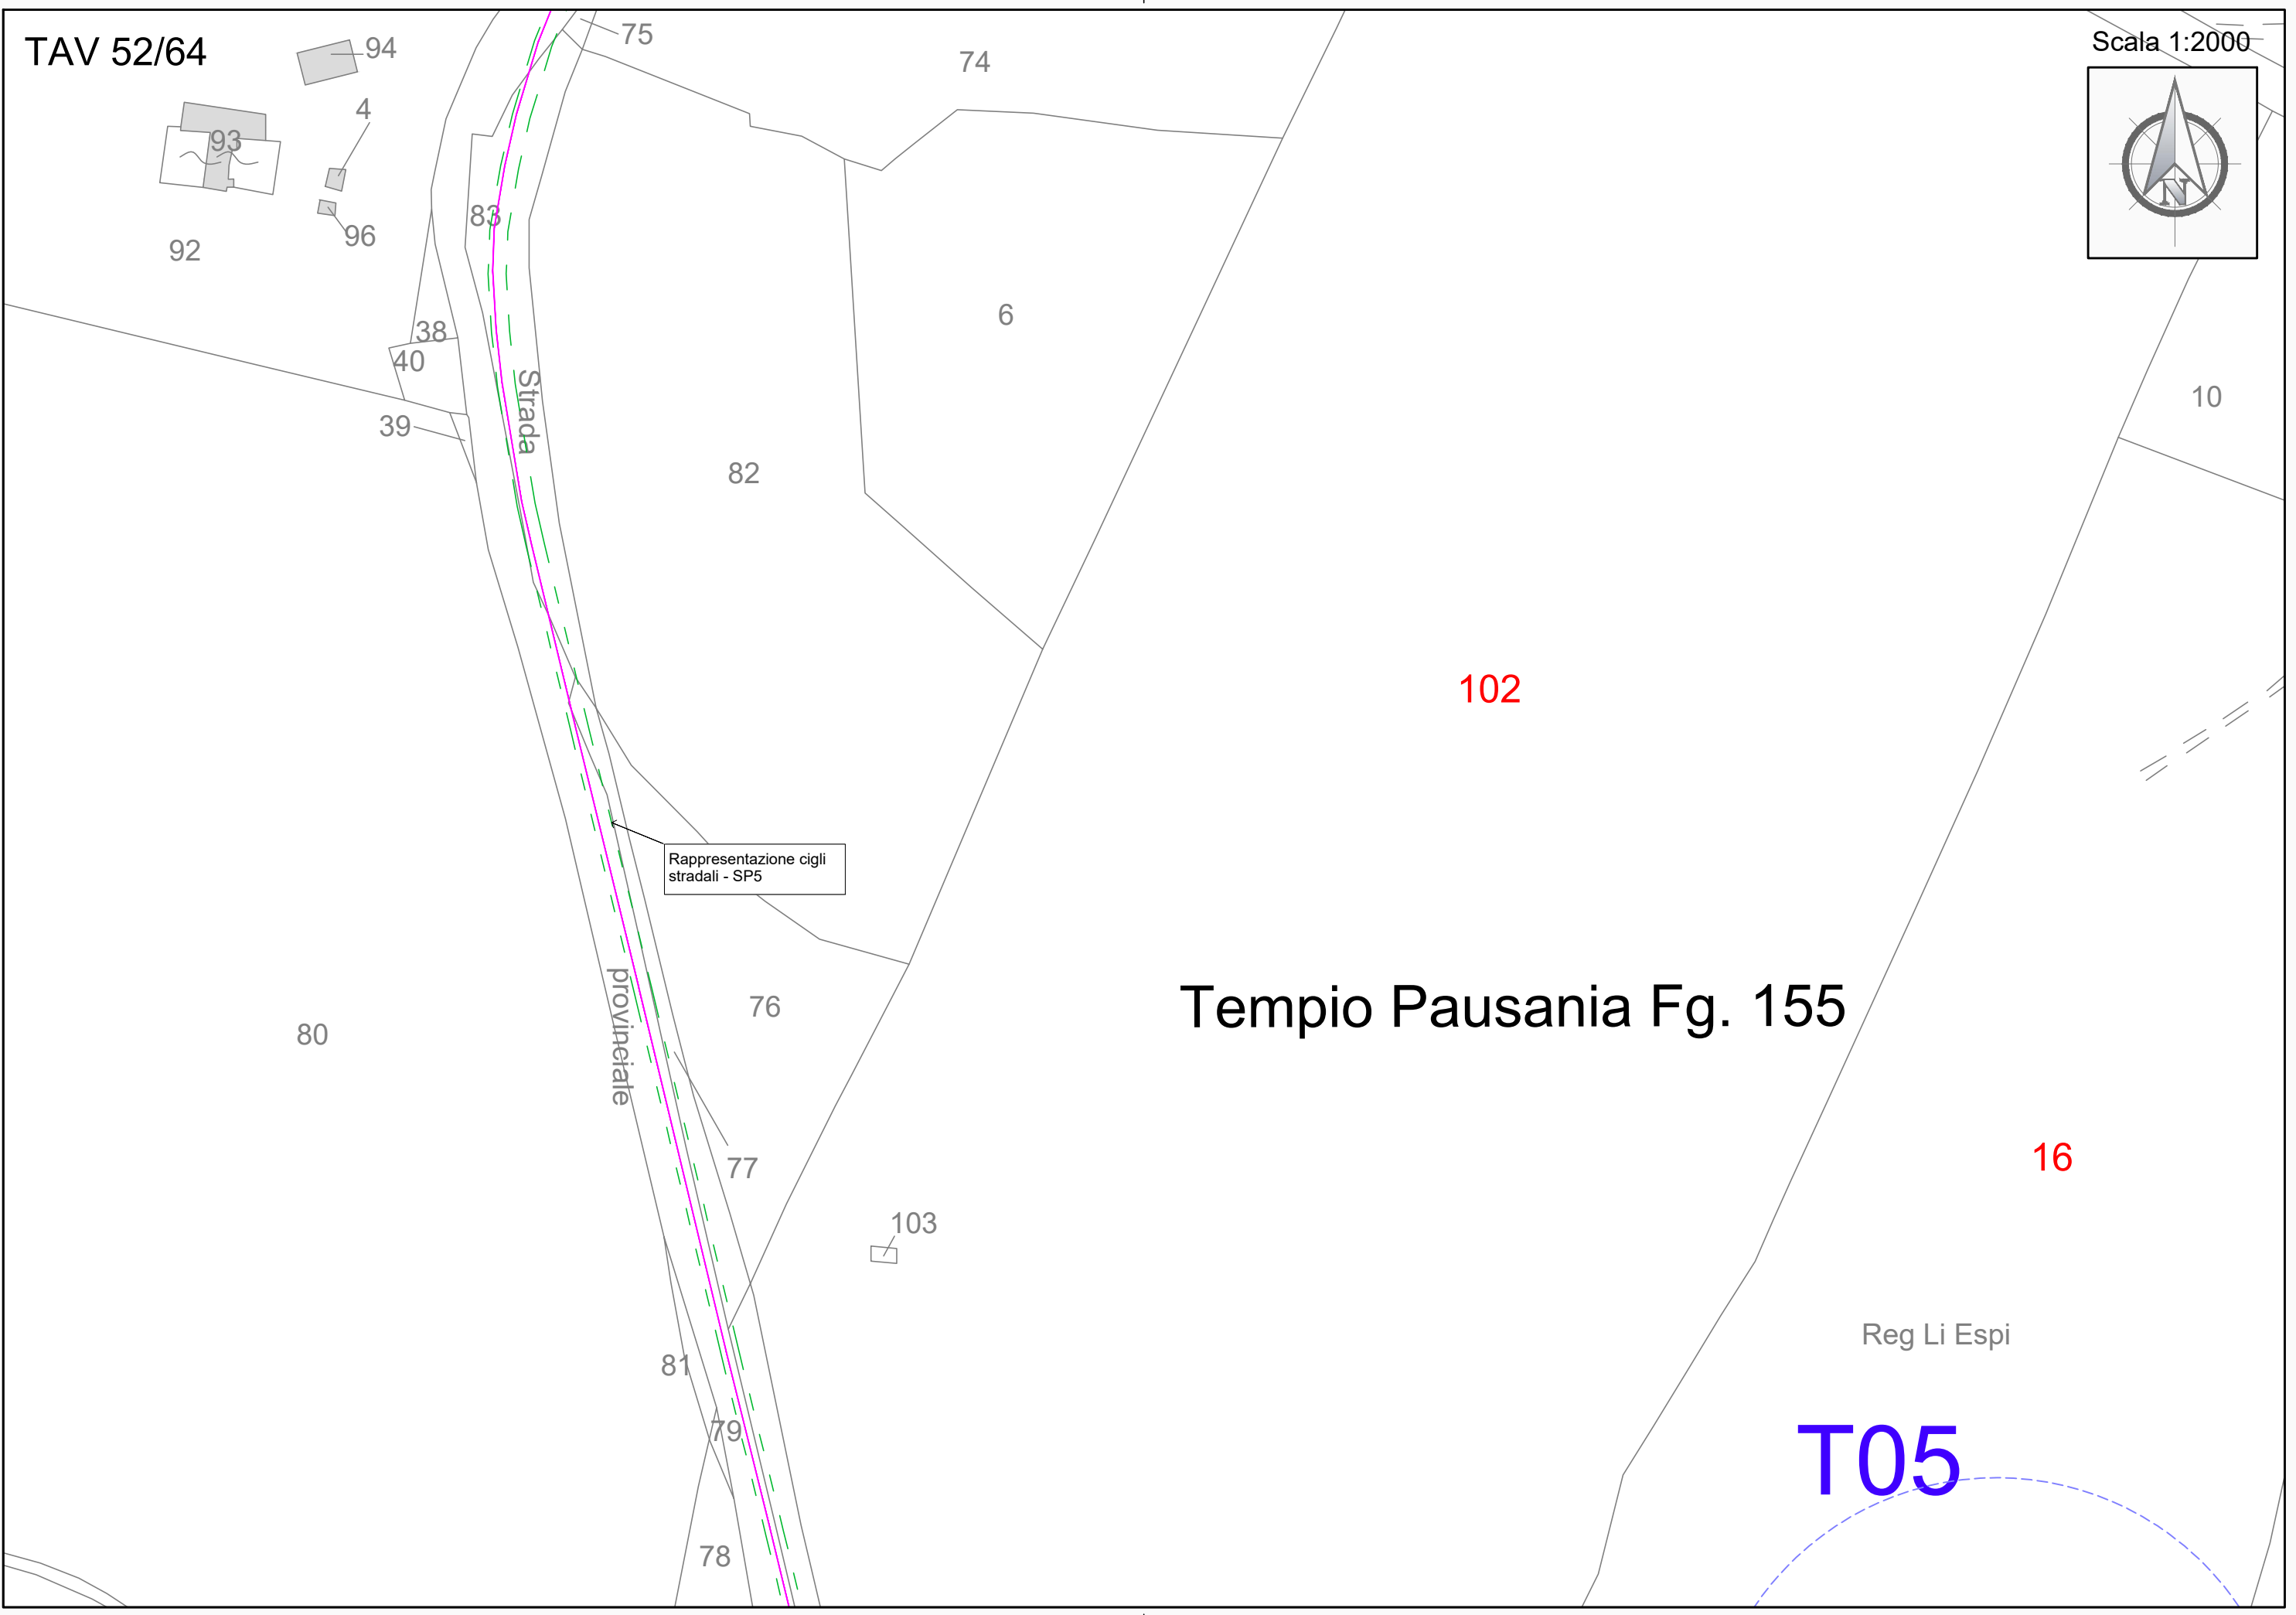 TAV 52/64
94
75
74
Scala 1:2000
4
93
N
83
96
92
6
38
40
10
39
Strada
82
102
Rappresentazione cigli
stradali - SP5
provinciale
76
Tempio Pausania Fg. 155
80
77
16
103
Reg Li Espi
81
79
T05
78